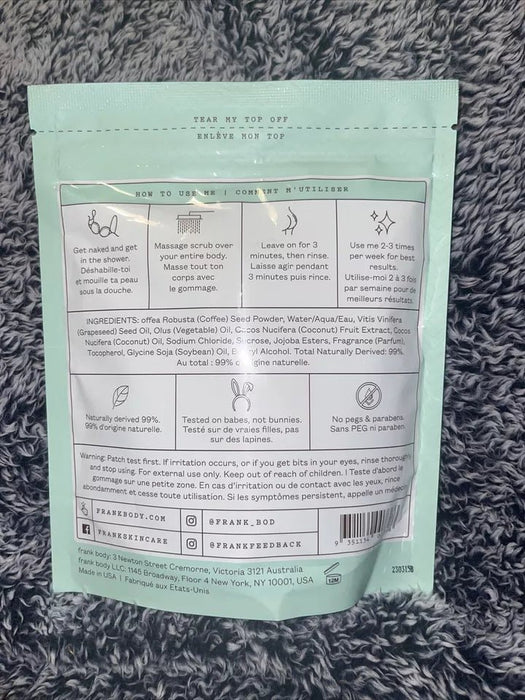 TEAR MY TOP OFF
ENLÈVE MON TOP
HOW TO USE ME | COMMENT M'UTILISER
Get naked and get
in the shower.
Déshabille-toi
et mouille ta peau
sous la douche.
Massage scrub over
your entire body.
Masse tout ton
corps avec
le gommage.
Leave on for 3
minutes, then rinse.
Laisse agir pendant
3 minutes puis rince.
Use me 2-3 times
per week for best
results.
Utilise-moi 2 à 3 fois
par semaine pour de
meilleurs résultats.
INGREDIENTS: offea Robusta (Coffee) Seed Powder, Water/Aqua/Eau, Vitis Vinifera
(Grapeseed) Seed Oil, Olus (Vegetable) Oil, Cocos Nucifera (Coconut) Fruit Extract, Cocos
Nucifera (Coconut) Oil, Sodium Chloride, Sucrose, Jojoba Esters, Fragrance (Parfum),
Tocopherol, Glycine Soja (Soybean) Oil, Alcohol. Total Naturally Derived: 99%.
Au total : 99% d'origine naturelle.
Naturally derived 99%.
99% d'origine naturelle.
Tested on babes, not bunnies.
Testé sur de vraies filles, pas
sur des lapines.
No pegs & parabens.
Sans PEG ni paraben.
Warning: Patch test first. If irritation occurs, or if you get bits in your eyes, rinse thoroughly
and stop using. For external use only. Keep out of reach of children. | Teste d'abord le
gommage sur une petite zone. En cas d'irritation ou de contact avec les yeux, rince
abondamment et cesse toute utilisation. Si les symptômes persistent, appelle un médecin.
FRANKBODY.COM
@FRANK_BOD
FRANKSKINCARE
@FRANKFEEDBACK
9 351134
frank body: 3 Newton Street Cremorne, Victoria 3121 Australia
frank body LLC: 1145 Broadway, Floor 4 New York, NY 10001, USA
Made in USA | Fabriqué aux Etats-Unis
12M